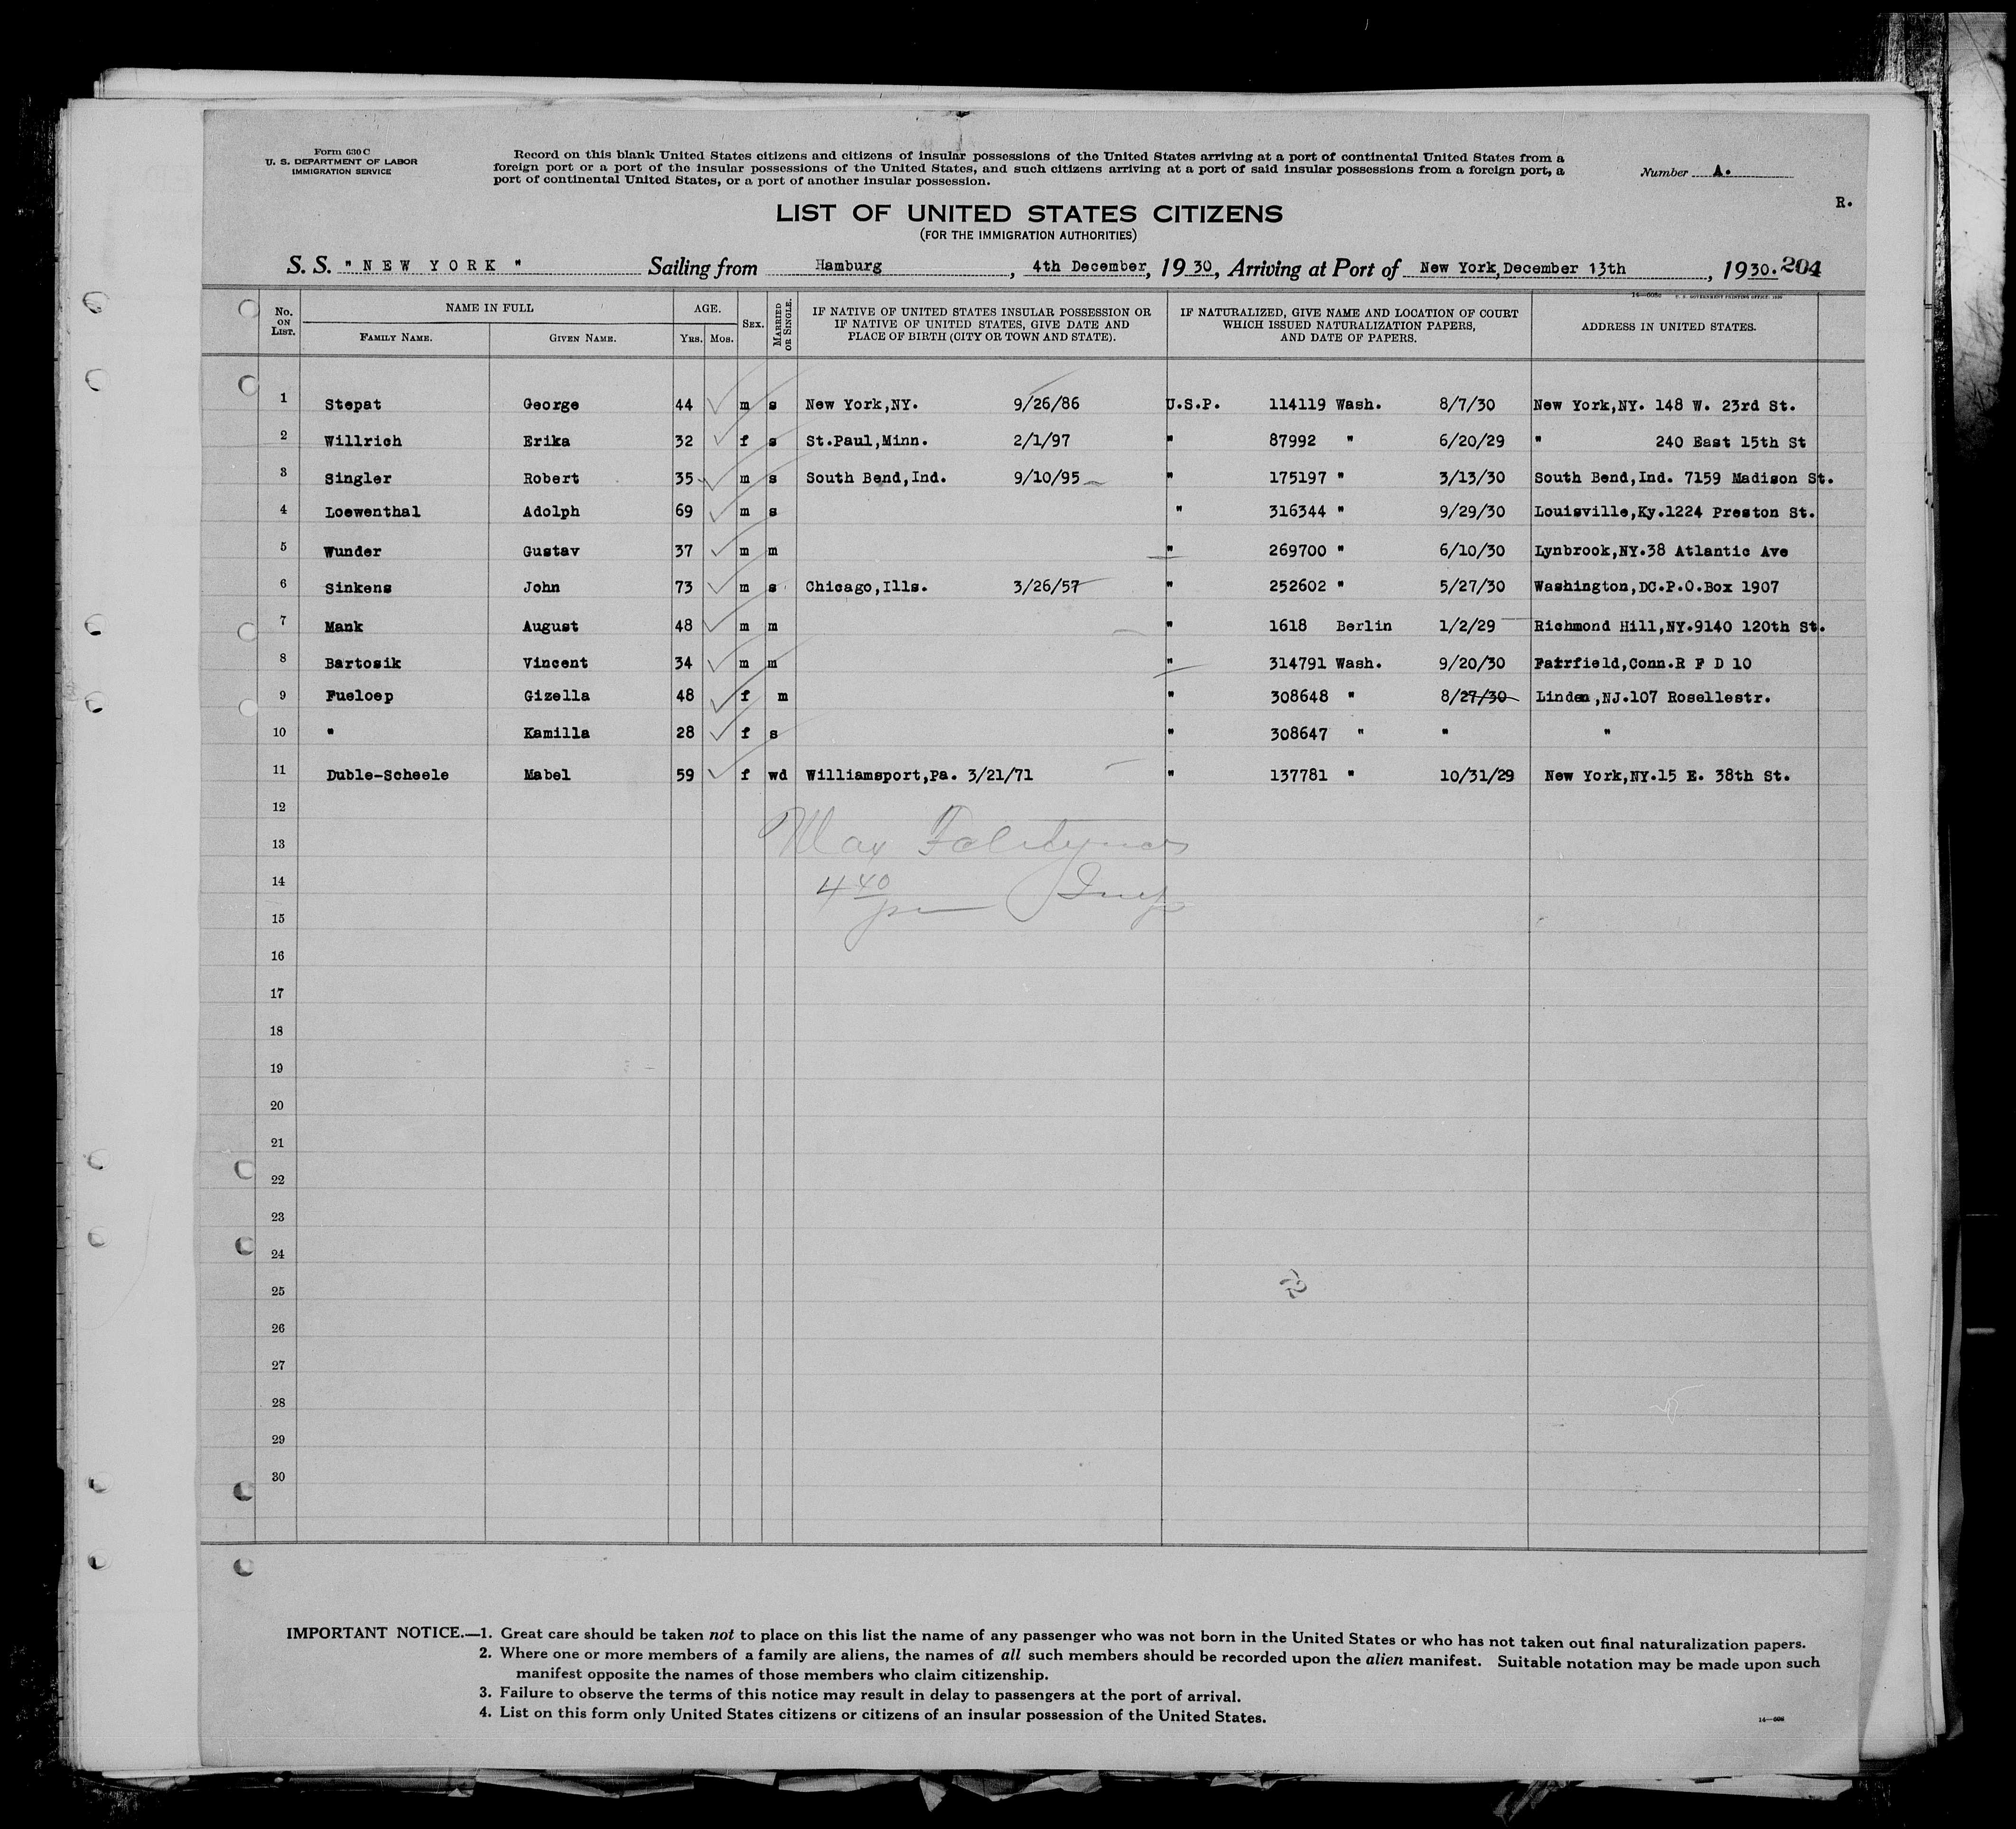 Form 630 C
U. S. DEPARTMENT OF LABOR
IMMIGRATION SERVICE
Record on this blank United States citizens and citizens of insular possessions of the United States arriving at a port of continental United States from a
foreign port or a port of the insular possessions of the United States, and such citizens arriving at a port of said insular possessions from a foreign port, a
port of continental United States, or a port of another insular possession.
Number A.
R.
LIST OF UNITED STATES CITIZENS
(FOR THE IMMIGRATION AUTHORITIES)
S. S. " N E W Y O R K " Sailing from Hamburg, 4th December, 19 30, Arriving at Port of New York, December 13th, 19 30. 204
No. ON LIST. NAME IN FULL AGE. SEX. MARRIED OR SINGLE. IF NATIVE OF UNITED STATES INSULAR POSSESSION OR IF NATIVE OF UNITED STATES, GIVE DATE AND PLACE OF BIRTH (CITY OR TOWN AND STATE). IF NATURALIZED, GIVE NAME AND LOCATION OF COURT WHICH ISSUED NATURALIZATION PAPERS, AND DATE OF PAPERS. ADDRESS IN UNITED STATES.
FAMILY NAME. GIVEN NAME. YRS. MOS.
1 Stepat George 44 m s New York,NY. 9/26/86 U.S.P. 114119 Wash. 8/7/30 New York,NY. 148 W. 23rd St.
2 Willrich Erika 32 f s St.Paul,Minn. 2/1/97 " 87992 " 6/20/29 " 240 East 15th St
3 Singler Robert 35 m s South Bend,Ind. 9/10/95 " 175197 " 3/13/30 South Bend,Ind. 7159 Madison St.
4 Loewenthal Adolph 69 m s " 316344 " 9/29/30 Louisville,Ky.1224 Preston St.
5 Wunder Gustav 37 m m " 269700 " 6/10/30 Lynbrook,NY.38 Atlantic Ave
6 Sinkens John 73 m s Chicago,Ills. 3/26/57 " 252602 " 5/27/30 Washington,DC.P.O.Box 1907
7 Mank August 48 m m " 1618 Berlin 1/2/29 Richmond Hill,NY.9140 120th St.
8 Bartosik Vincent 34 m m " 314791 Wash. 9/20/30 Fairfield,Conn.R F D 10
9 Fueloep Gizella 48 f m " 308648 " 8/27/30 Linden,NJ.107 Rosellestr.
10 " Kamilla 28 f s " 308647 " " "
11 Duble-Scheele Mabel 59 f wd Williamsport,Pa. 3/21/71 " 137781 " 10/31/29 New York,NY.15 E. 38th St.
12
13 Max
14 4 40
15 pm
16
17
18
19
20
21
22
23
24
25
26
27
28
29
30
IMPORTANT NOTICE.—1. Great care should be taken not to place on this list the name of any passenger who was not born in the United States or who has not taken out final naturalization papers.
2. Where one or more members of a family are aliens, the names of all such members should be recorded upon the alien manifest. Suitable notation may be made upon such
manifest opposite the names of those members who claim citizenship.
3. Failure to observe the terms of this notice may result in delay to passengers at the port of arrival.
4. List on this form only United States citizens or citizens of an insular possession of the United States.